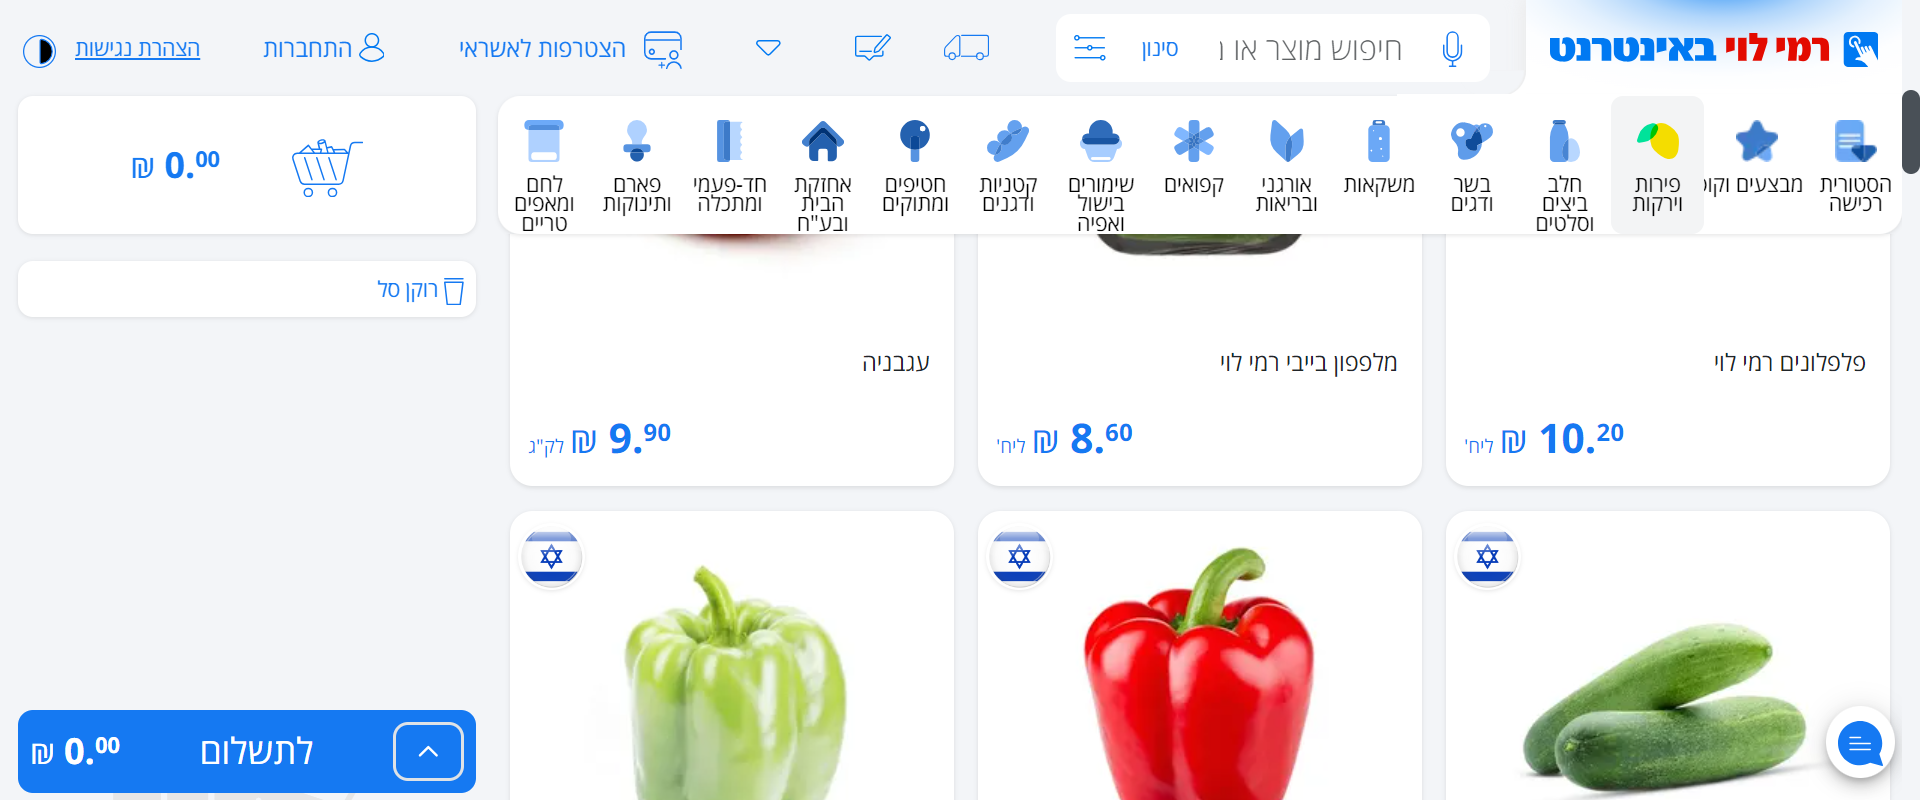 רמי לוי באינטרנט
חיפוש מוצר או
סינון
הצטרפות לאשראי
התחברות
הצהרת נגישות
הסטורית
רכישה
מבצעים וקופ
פירות
וירקות
חלב
ביצים
וסלטים
בשר
ודגים
משקאות
אורגני
ובריאות
קפואים
שימורים
בישול
ואפיה
קטניות
ודגנים
חטיפים
ומתוקים
אחזקת
הבית
ובע"ח
חד-פעמי
ומתכלה
פארם
ותינוקות
לחם
ומאפים
טריים
₪ 0.00
רוקן סל
פלפלונים רמי לוי
10.20 ₪ ליח'
מלפפון בייבי רמי לוי
8.60 ₪ ליח'
עגבניה
9.90 ₪ לק"ג
לתשלום
₪ 0.00